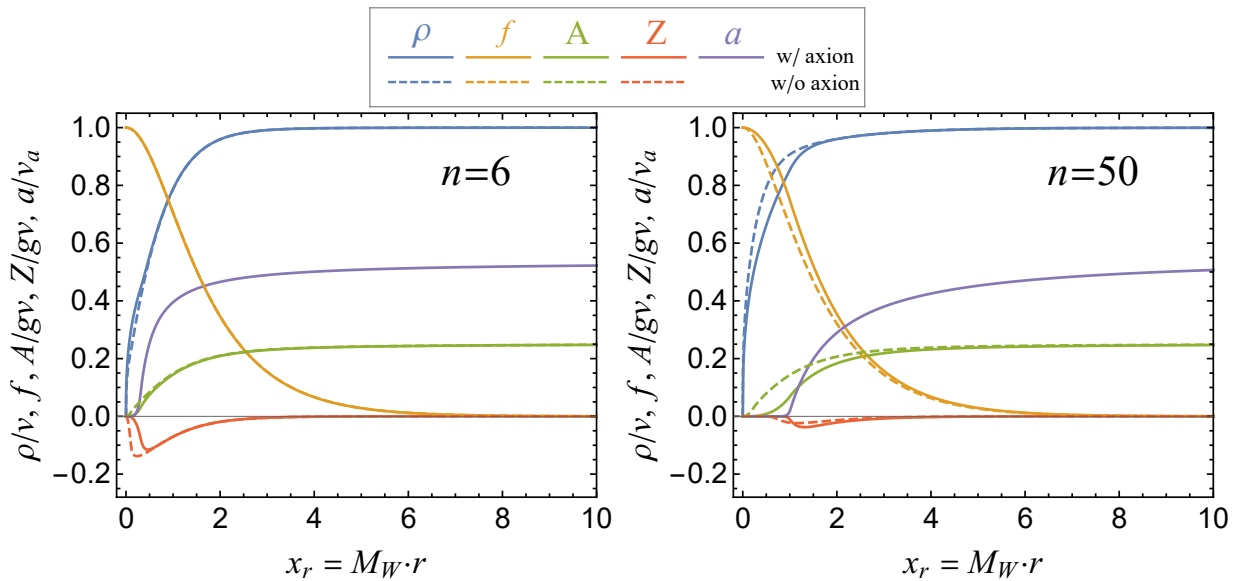 ρ f A Z a
w/ axion
w/o axion
n=6
n=50
ρ/v, f , A/gv, Z/gv, a/v_a
1.0
0.8
0.6
0.4
0.2
0.0
−0.2
0 2 4 6 8 10
x_r = M_W·r
ρ/v, f , A/gv, Z/gv, a/v_a
1.0
0.8
0.6
0.4
0.2
0.0
−0.2
0 2 4 6 8 10
x_r = M_W·r